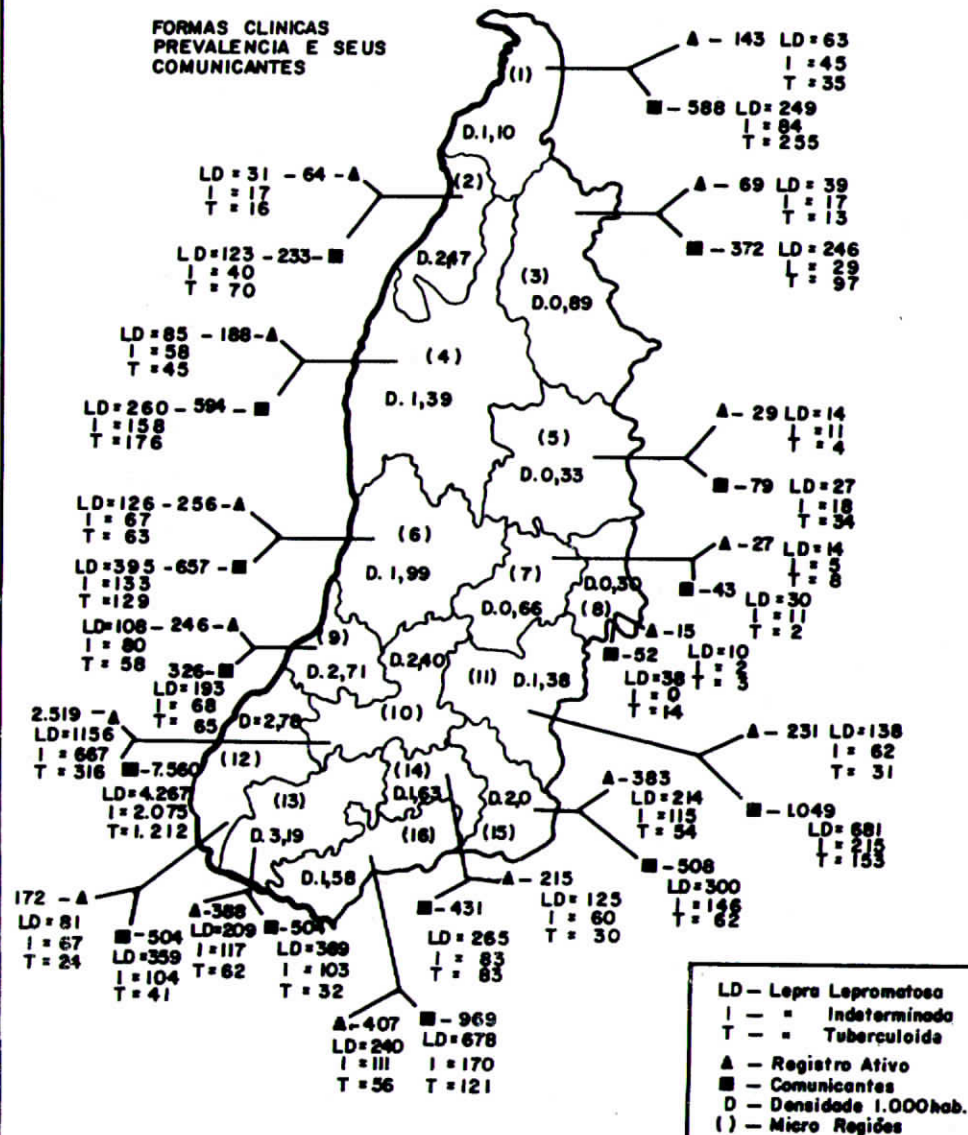 FORMAS CLINICAS
PREVALENCIA E SEUS
COMUNICANTES
(1)
D.1,10
▲ - 143 LD=63
I = 45
T = 35
■ - 588 LD=249
I = 84
T = 255
LD = 31 - 64 - ▲
I = 17
T = 16
(2)
D.2,47
LD=123 - 233 - ■
I = 40
T = 70
▲ - 69 LD=39
I = 17
T = 13
■ - 372 LD=246
I = 29
T = 97
(3)
D.0,89
LD=85 - 188 - ▲
I = 58
T = 45
(4)
D. 1,39
LD=260 - 594 - ■
I = 158
T = 176
(5)
D.0,33
▲ - 29 LD=14
I = 11
T = 4
■ - 79 LD=27
I = 18
T = 34
LD=126 - 256 - ▲
I = 67
T = 63
(6)
D. 1,99
LD=395 - 657 - ■
I = 133
T = 129
(7)
D.0,66
▲ - 27 LD=14
I = 5
T = 8
■ - 43
LD=30
I = 11
T = 2
D.0,30
(8)
▲ - 15
LD=10
I = 2
T = 3
■ - 52
LD=38
I = 0
T = 14
LD=108 - 246 - ▲
I = 80
T = 58
(9)
D.2,71
326 - ■
LD=193
I = 68
T = 65
D.2,40
(10)
(11) D.1,38
▲ - 231 LD=138
I = 62
T = 31
■ - 1.049
LD=681
I = 215
T = 153
2.519 - ▲
LD=1156
I = 667
T = 316
D=2,78
(12)
■ - 7.560
LD=4.267
I = 2.075
T=1.212
(13)
D.3,19
(14)
D.1,63
D.2,0
(15)
▲ - 383
LD=214
I = 115
T = 54
■ - 508
LD=300
I = 146
T = 62
(16)
D.1,58
172 - ▲
LD=81
I = 67
T = 24
■ - 504
LD=359
I = 104
T = 41
▲ - 388
LD=209
I = 117
T = 62
■ - 504
LD=369
I = 103
T = 32
▲ - 215
LD=125
I = 60
T = 30
■ - 431
LD=265
I = 83
T = 83
▲ - 407
LD=240
I = 111
T = 56
■ - 969
LD=678
I = 170
T = 121
LD — Lepra Lepromatosa
I — " Indeterminada
T — " Tuberculoida
▲ — Registro Ativo
■ — Comunicantes
D — Densidade 1.000hab.
( ) — Micro Regiões